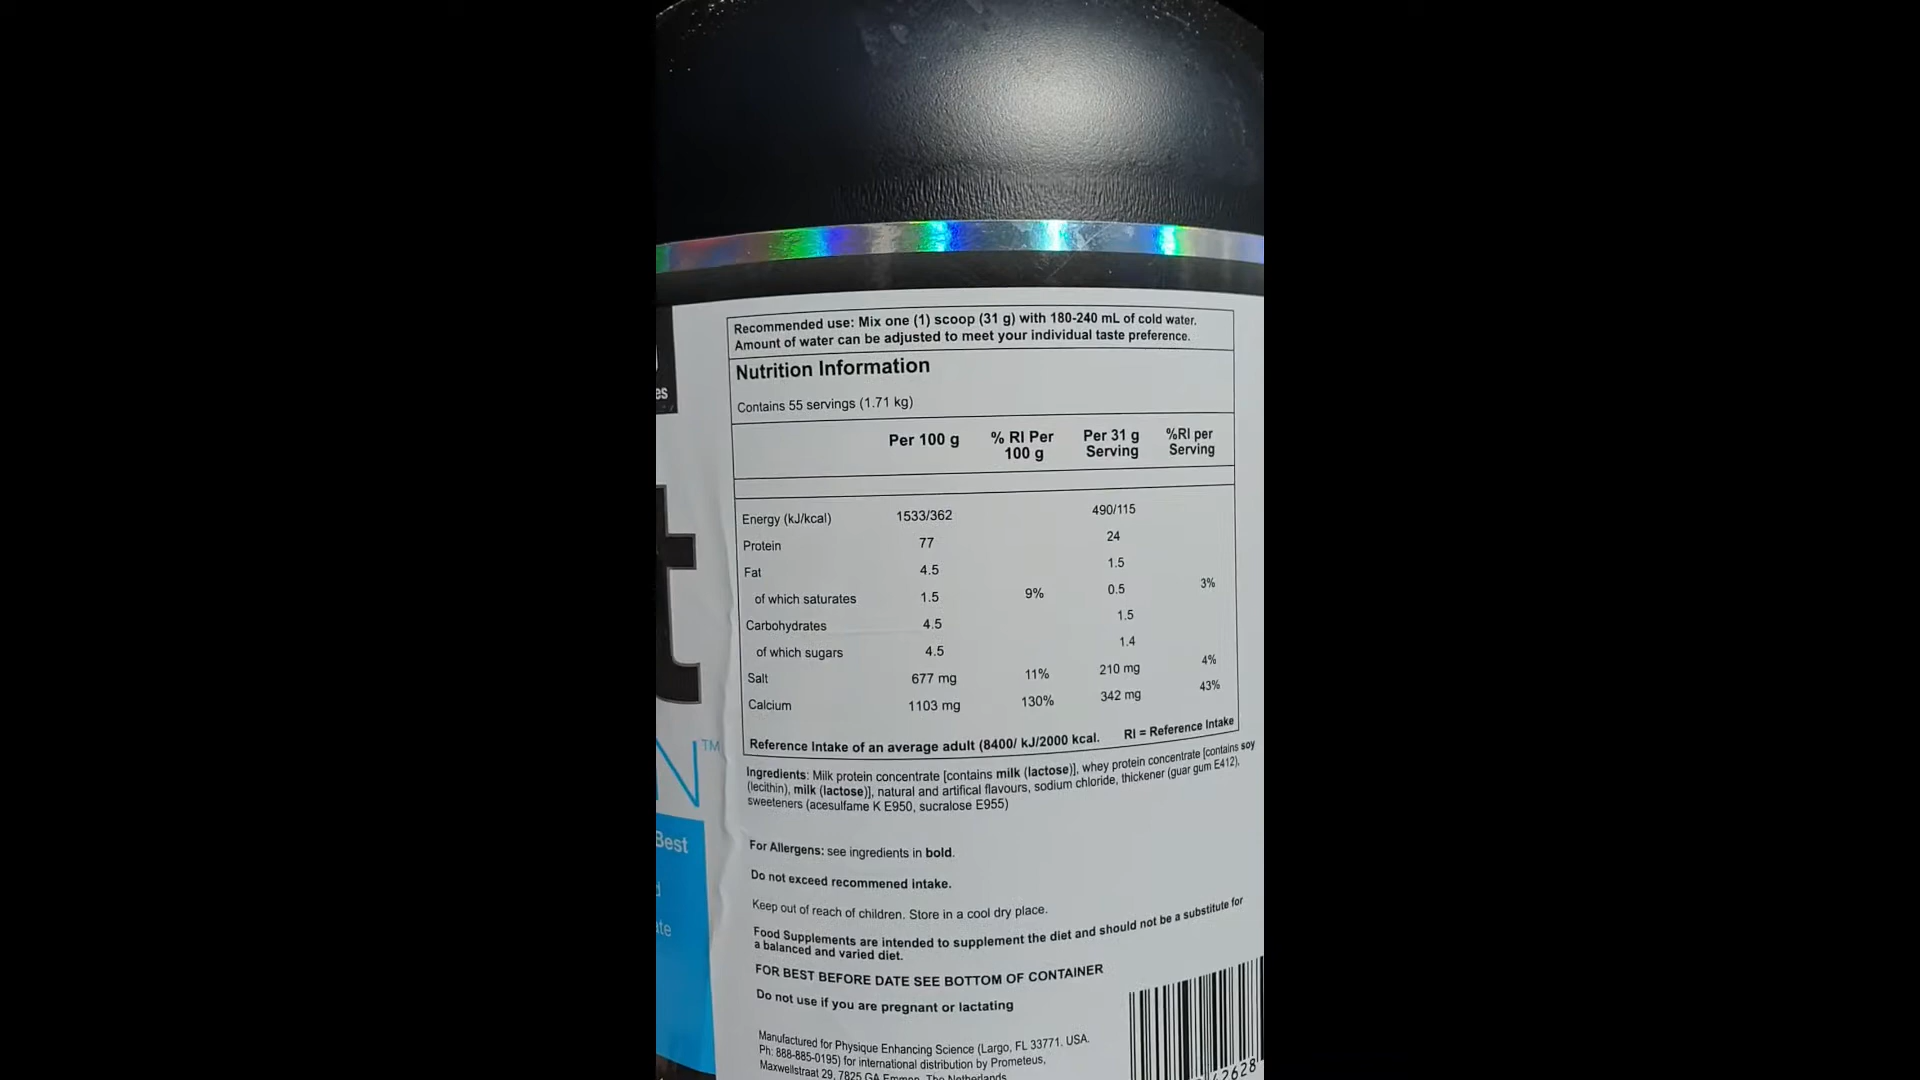 Recommended use: Mix one (1) scoop (31 g) with 180-240 mL of cold water.
Amount of water can be adjusted to meet your individual taste preference.
Nutrition Information
es
Contains 55 servings (1.71 kg)
Per 100 g % RI Per 100 g Per 31 g Serving %RI per Serving
Energy (kJ/kcal) 1533/362 490/115
Protein 77 24
Fat 4.5 1.5
of which saturates 1.5 9% 0.5 3%
Carbohydrates 4.5 1.5
of which sugars 4.5 1.4
Salt 677 mg 11% 210 mg 4%
Calcium 1103 mg 130% 342 mg 43%
Reference Intake of an average adult (8400/ kJ/2000 kcal. RI = Reference Intake
t
N™
Ingredients: Milk protein concentrate [contains milk (lactose)], whey protein concentrate [contains soy
(lecithin), milk (lactose)], natural and artifical flavours, sodium chloride, thickener (guar gum E412),
sweeteners (acesulfame K E950, sucralose E955)
Best
For Allergens: see ingredients in bold.
Do not exceed recommened intake.
Keep out of reach of children. Store in a cool dry place.
Food Supplements are intended to supplement the diet and should not be a substitute for
a balanced and varied diet.
FOR BEST BEFORE DATE SEE BOTTOM OF CONTAINER
Do not use if you are pregnant or lactating
Manufactured for Physique Enhancing Science (Largo, FL 33771. USA.
Ph: 888-885-0195) for international distribution by Prometeus,
Maxwellstraat 29, 7825 GA Emmen, The Netherlands
42628